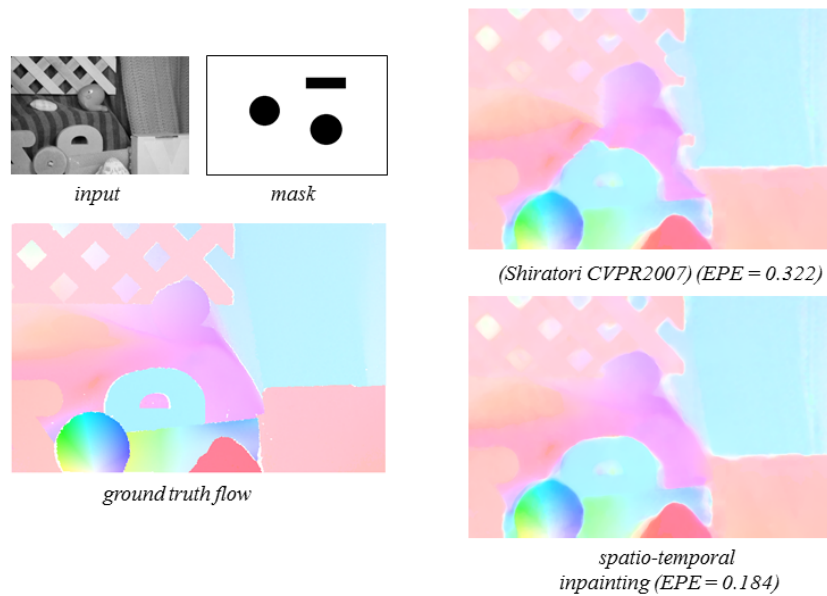 input
mask
ground truth flow
(Shiratori CVPR2007) (EPE = 0.322)
spatio-temporal
inpainting (EPE = 0.184)